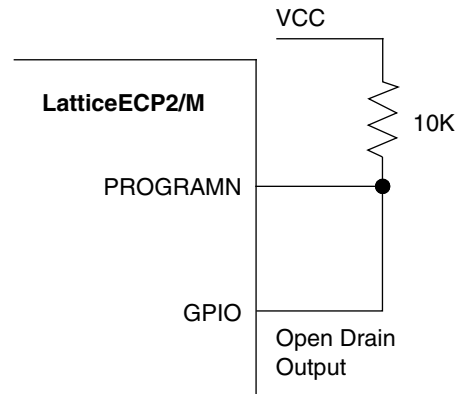 VCC
LatticeECP2/M
10K
PROGRAMN
GPIO
Open Drain
Output